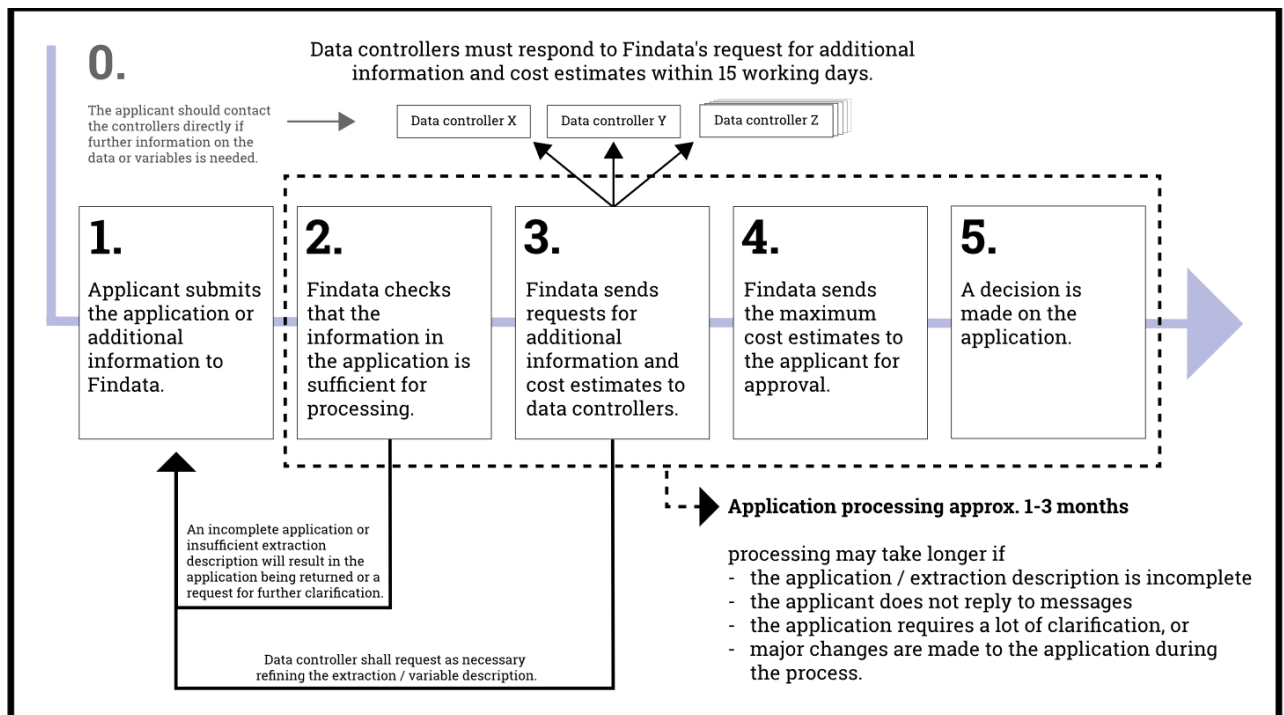 0.
The applicant should contact
the controllers directly if
further information on the
data or variables is needed.
Data controllers must respond to Findata's request for additional
information and cost estimates within 15 working days.
Data controller X
Data controller Y
Data controller Z
1.
Applicant submits
the application or
additional
information to
Findata.
2.
Findata checks
that the
information in
the application is
sufficient for
processing.
3.
Findata sends
requests for
additional
information and
cost estimates to
data controllers.
4.
Findata sends
the maximum
cost estimates to
the applicant for
approval.
5.
A decision is
made on the
application.
An incomplete application or
insufficient extraction
description will result in the
application being returned or a
request for further clarification.
Data controller shall request as necessary
refining the extraction / variable description.
Application processing approx. 1-3 months
processing may take longer if
- the application / extraction description is incomplete
- the applicant does not reply to messages
- the application requires a lot of clarification, or
- major changes are made to the application during
the process.